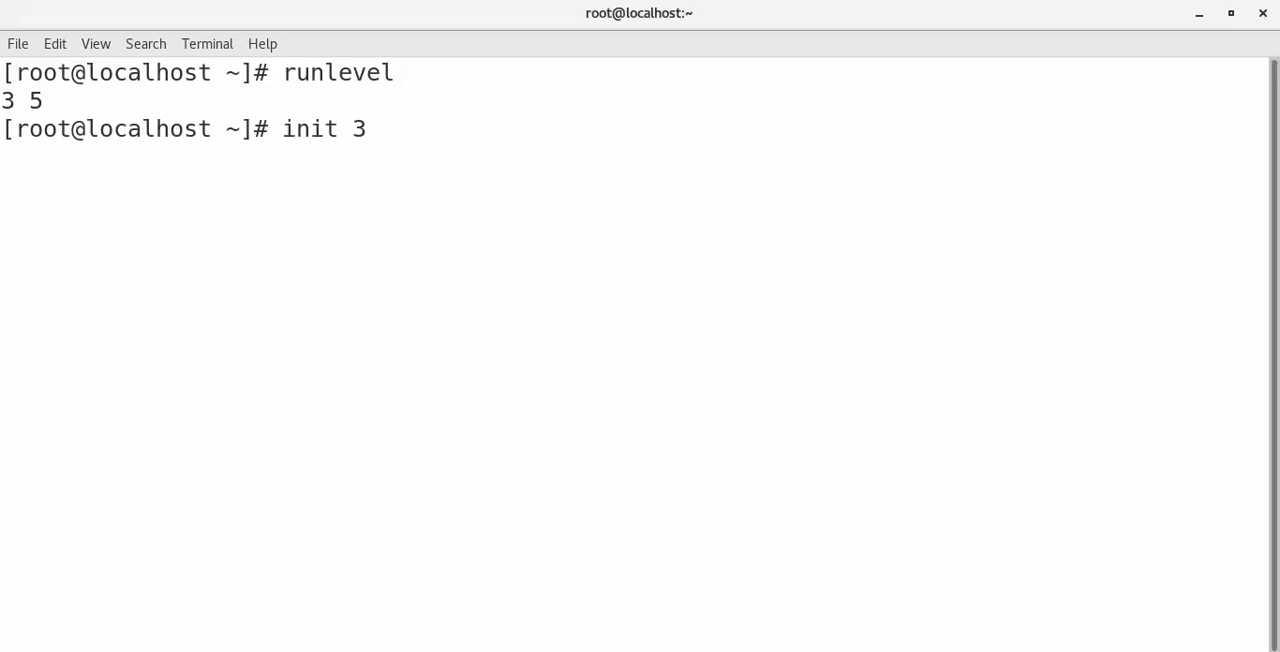 root@localhost:~
File Edit View Search Terminal Help
[root@localhost ~]# runlevel
3 5
[root@localhost ~]# init 3